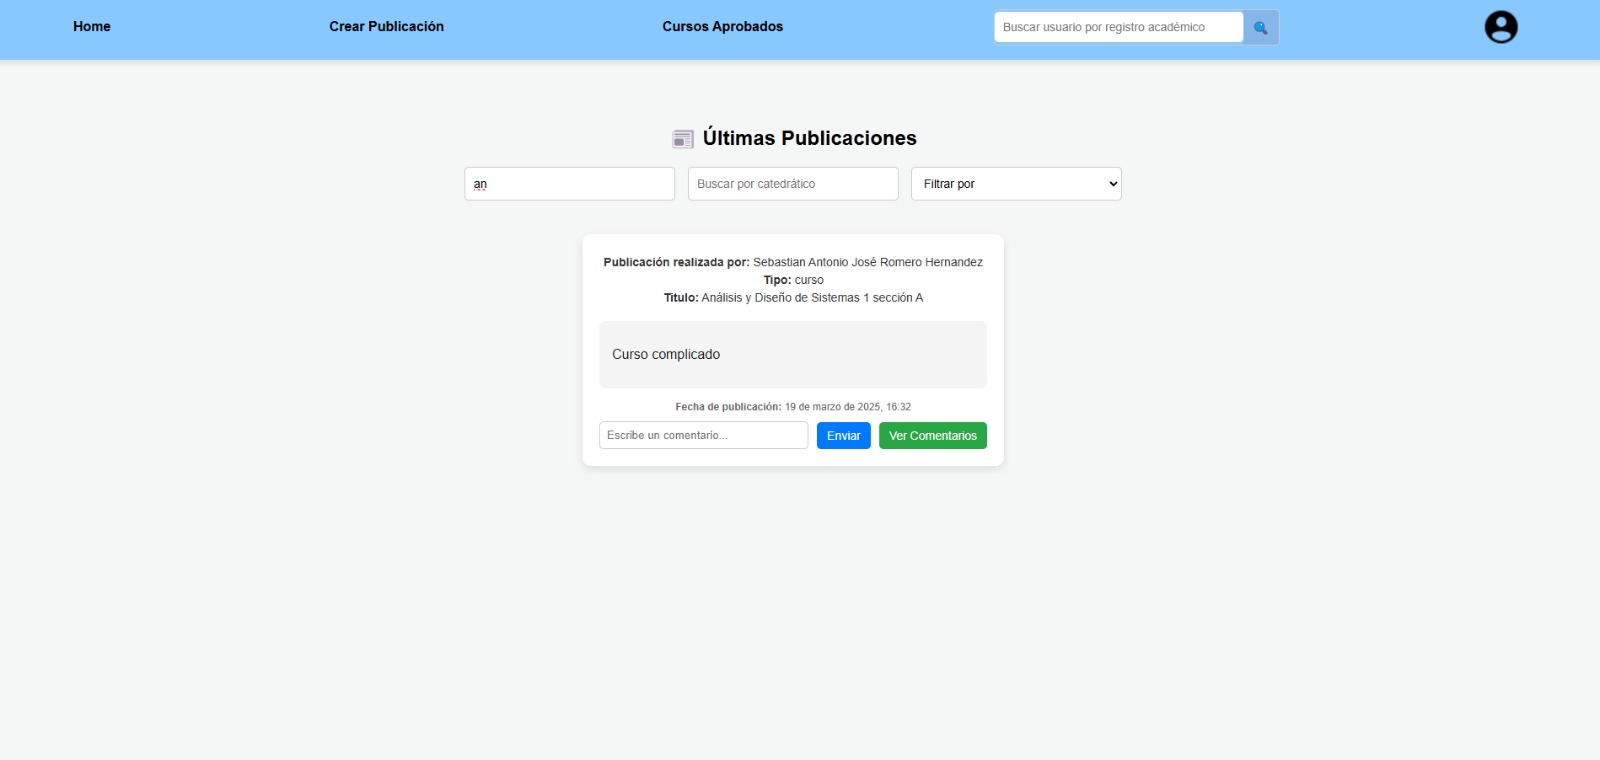 Home
Crear Publicación
Cursos Aprobados
Buscar usuario por registro académico
Últimas Publicaciones
an
Buscar por catedrático
Filtrar por
Publicación realizada por: Sebastian Antonio José Romero Hernandez
Tipo: curso
Titulo: Análisis y Diseño de Sistemas 1 sección A
Curso complicado
Fecha de publicación: 19 de marzo de 2025, 16:32
Escribe un comentario...
Enviar
Ver Comentarios